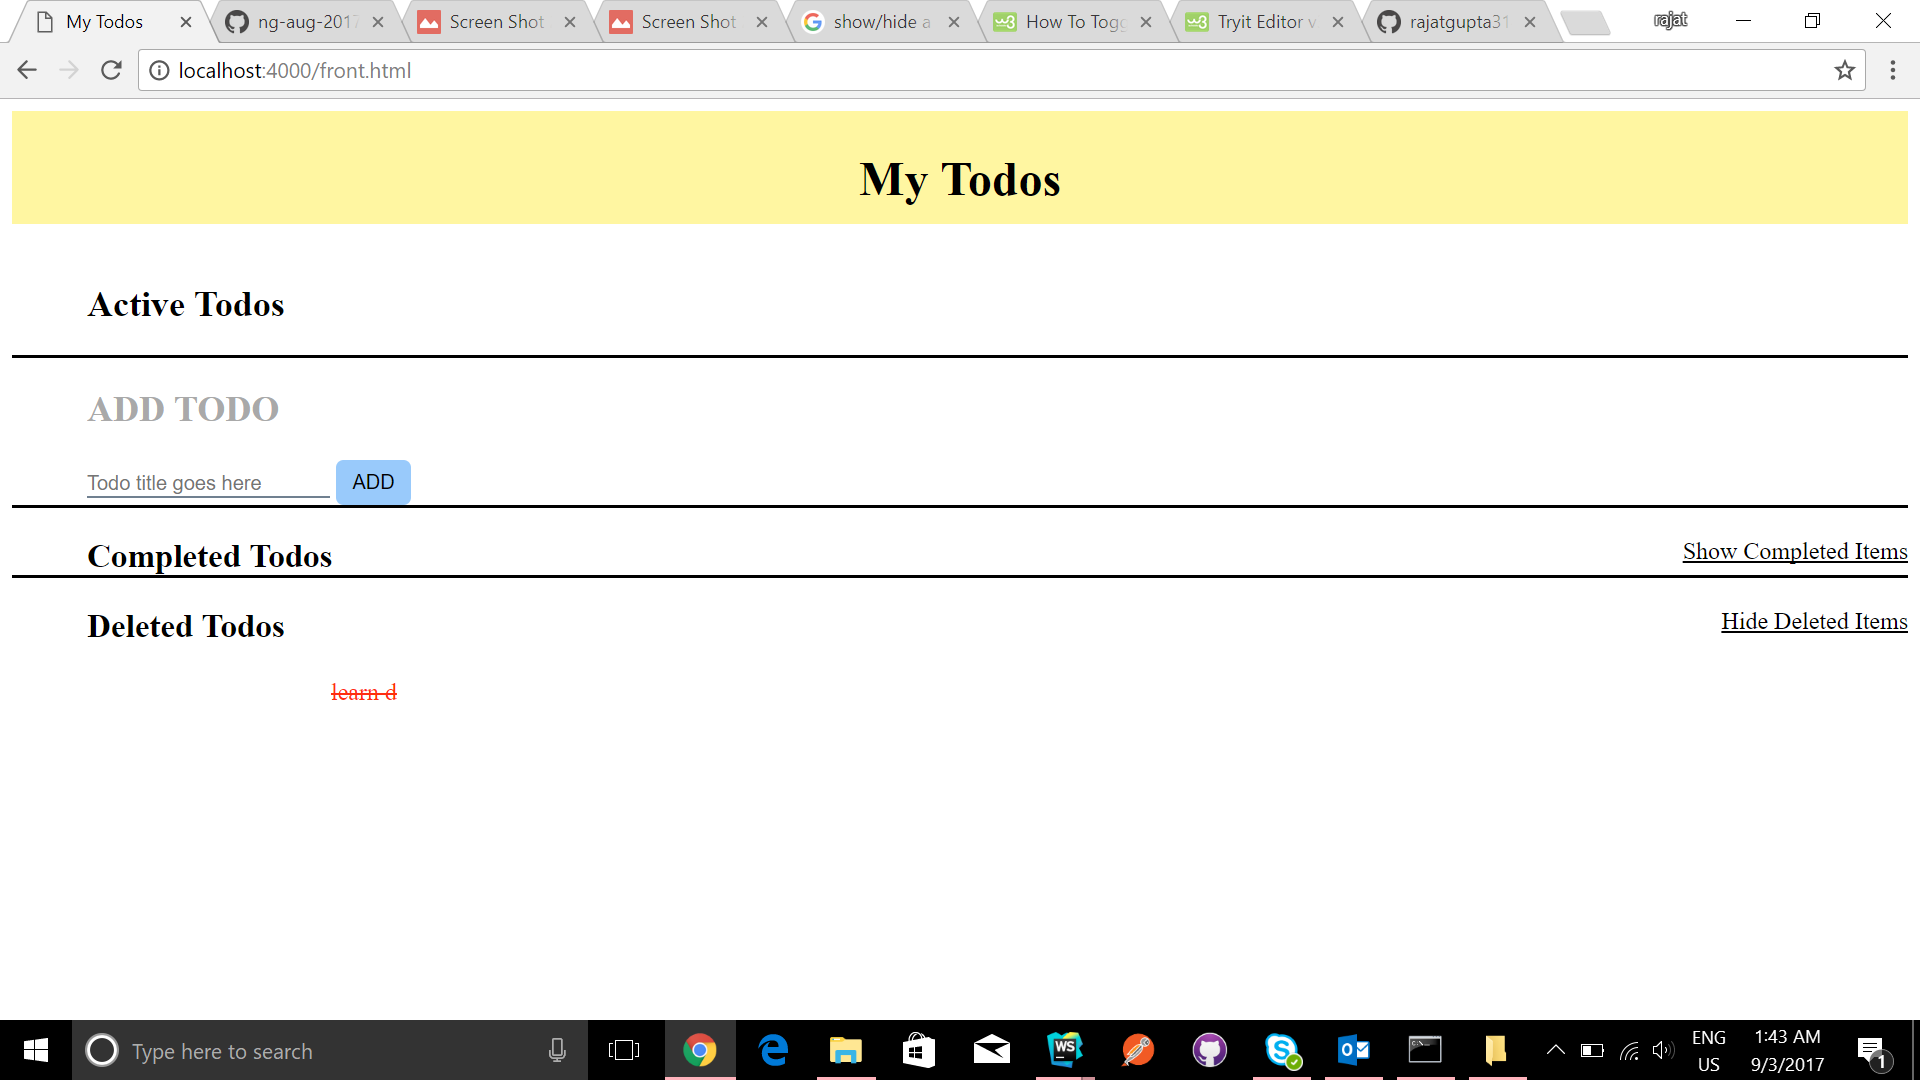 My Todos
ng-aug-2017
Screen Shot
Screen Shot
show/hide a
How To Togg
Tryit Editor v
rajatgupta31
rajat
localhost:4000/front.html
My Todos
Active Todos
ADD TODO
Todo title goes here
ADD
Completed Todos
Show Completed Items
Deleted Todos
Hide Deleted Items
learn d
Type here to search
WS
ENG
US
1:43 AM
9/3/2017
1